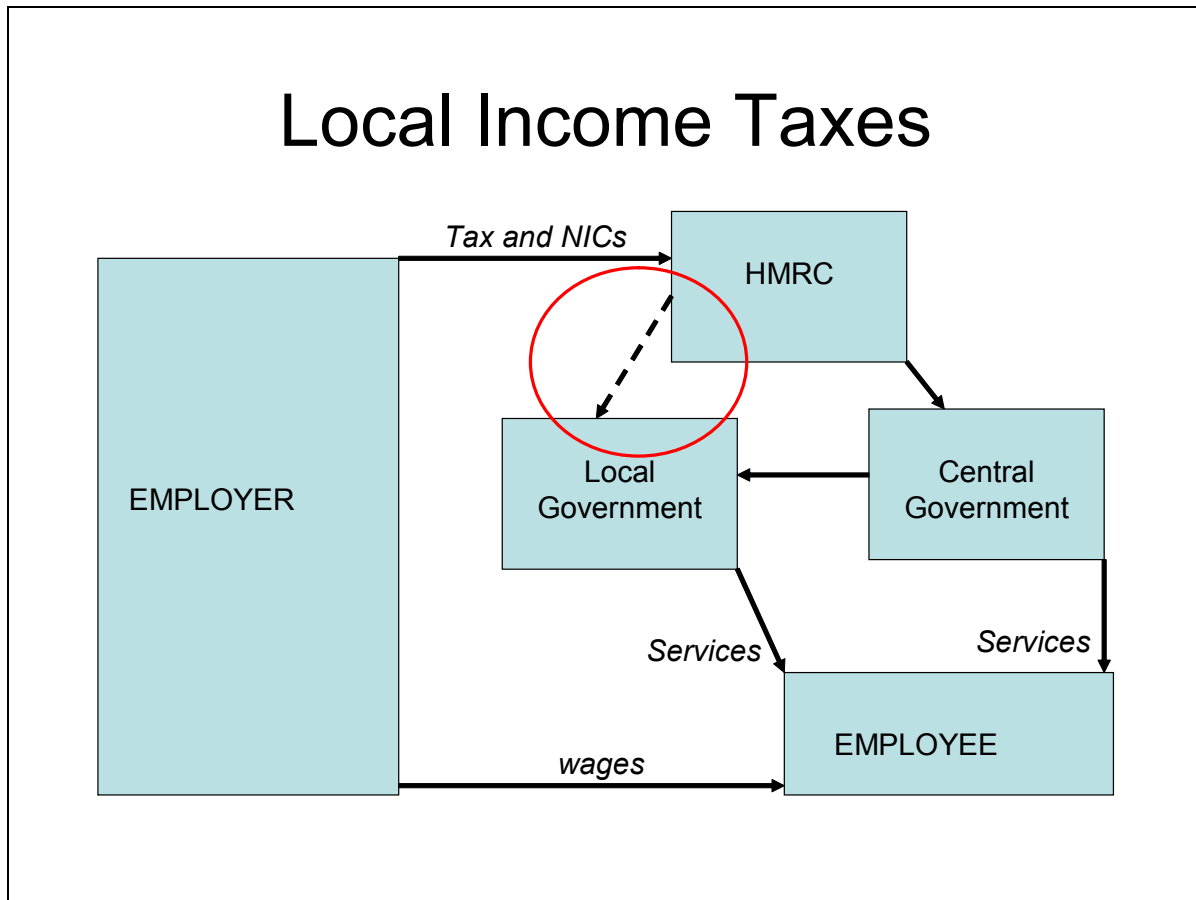 Local Income Taxes
Tax and NICs
HMRC
EMPLOYER
Local
Government
Central
Government
Services
Services
EMPLOYEE
wages